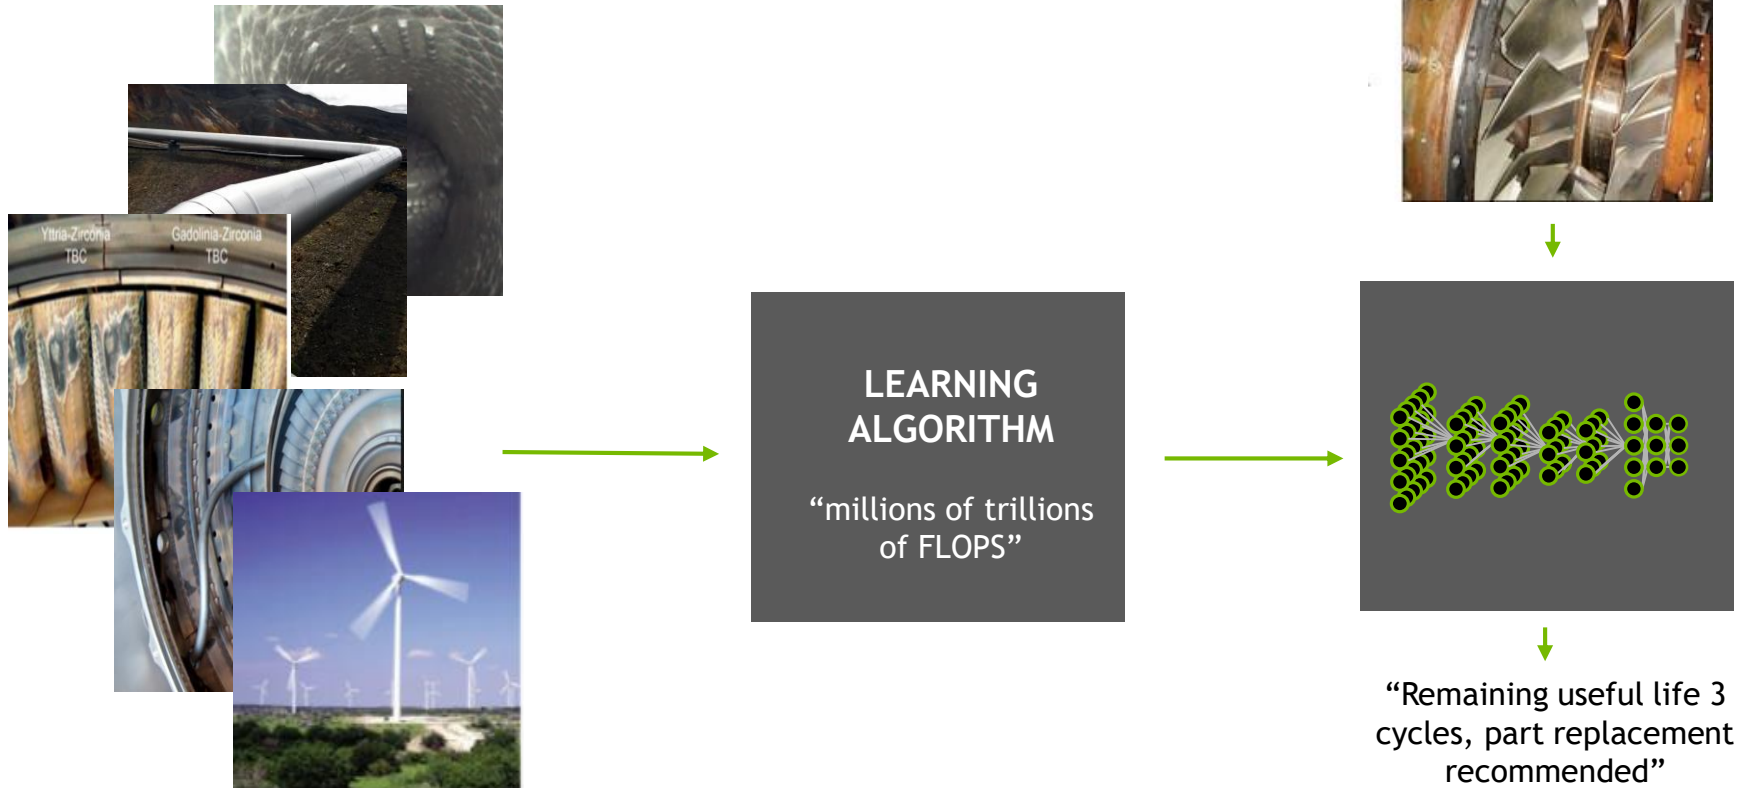 Yttria-Zirconia
TBC
Gadolinia-Zirconia
TBC
LEARNING
ALGORITHM
“millions of trillions
of FLOPS”
“Remaining useful life 3
cycles, part replacement
recommended”